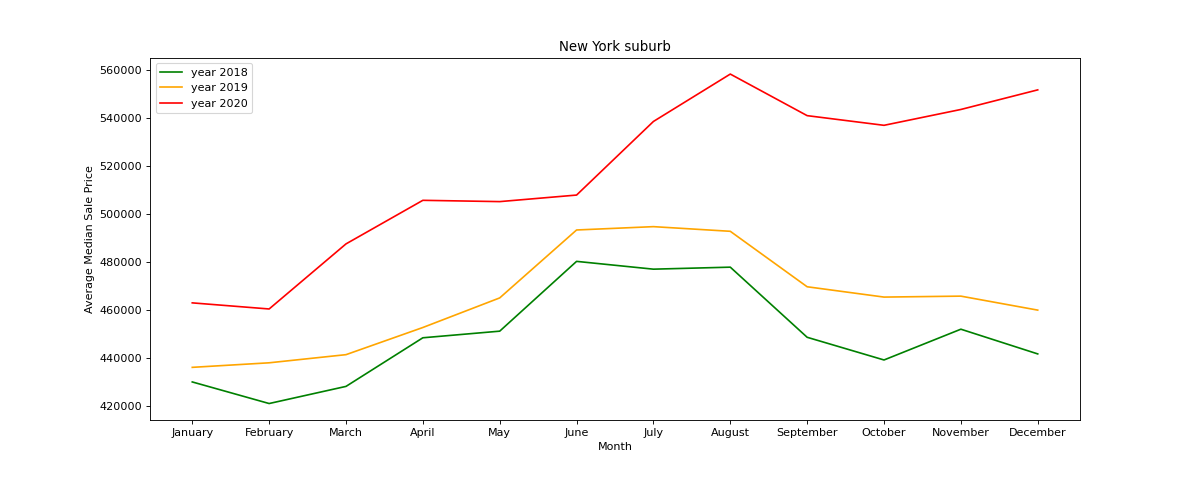 New York suburb
year 2018
year 2019
year 2020
560000
540000
520000
500000
480000
460000
440000
420000
Average Median Sale Price
January February March April May June July August September October November December
Month